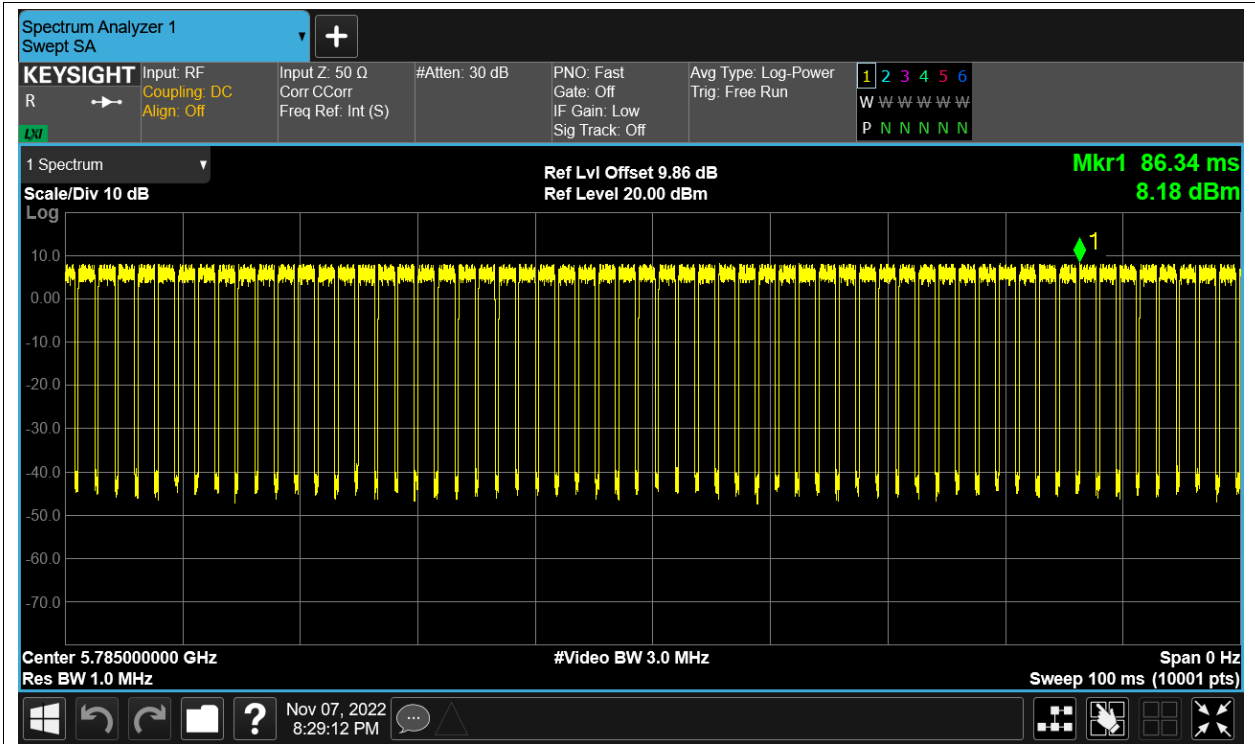 Spectrum Analyzer 1
Swept SA
KEYSIGHT
R
LXI
Input: RF
Coupling: DC
Align: Off
Input Z: 50 Ω
Corr CCorr
Freq Ref: Int (S)
#Atten: 30 dB
PNO: Fast
Gate: Off
IF Gain: Low
Sig Track: Off
Avg Type: Log-Power
Trig: Free Run
1 2 3 4 5 6
W W W W W W
P N N N N N
1 Spectrum
Scale/Div 10 dB
Ref Lvl Offset 9.86 dB
Ref Level 20.00 dBm
Mkr1 86.34 ms
8.18 dBm
Log
1
10.0
0.00
-10.0
-20.0
-30.0
-40.0
-50.0
-60.0
-70.0
Center 5.785000000 GHz
Res BW 1.0 MHz
#Video BW 3.0 MHz
Span 0 Hz
Sweep 100 ms (10001 pts)
?
Nov 07, 2022
8:29:12 PM